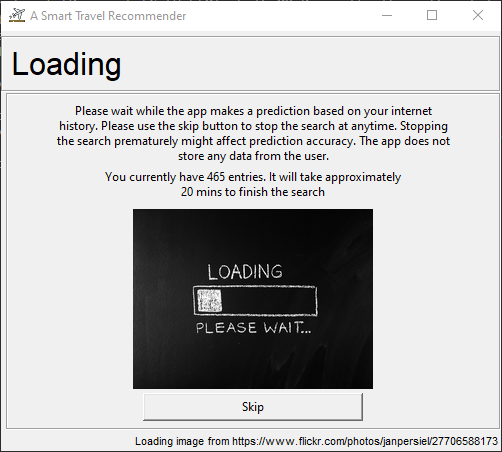 A Smart Travel Recommender
Loading
Please wait while the app makes a prediction based on your internet
history. Please use the skip button to stop the search at anytime. Stopping
the search prematurely might affect prediction accuracy. The app does not
store any data from the user.
You currently have 465 entries. It will take approximately
20 mins to finish the search
LOADING
PLEASE WAIT...
Skip
Loading image from https://www.flickr.com/photos/janpersiel/27706588173